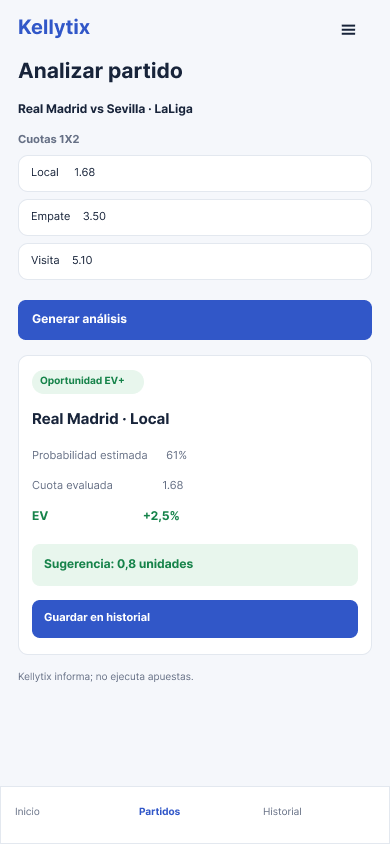 Kellytix
Analizar partido
Real Madrid vs Sevilla · LaLiga
Cuotas 1X2
Local 1.68
Empate 3.50
Visita 5.10
Generar análisis
Oportunidad EV+
Real Madrid · Local
Probabilidad estimada 61%
Cuota evaluada 1.68
EV +2,5%
Sugerencia: 0,8 unidades
Guardar en historial
Kellytix informa; no ejecuta apuestas.
Inicio Partidos Historial